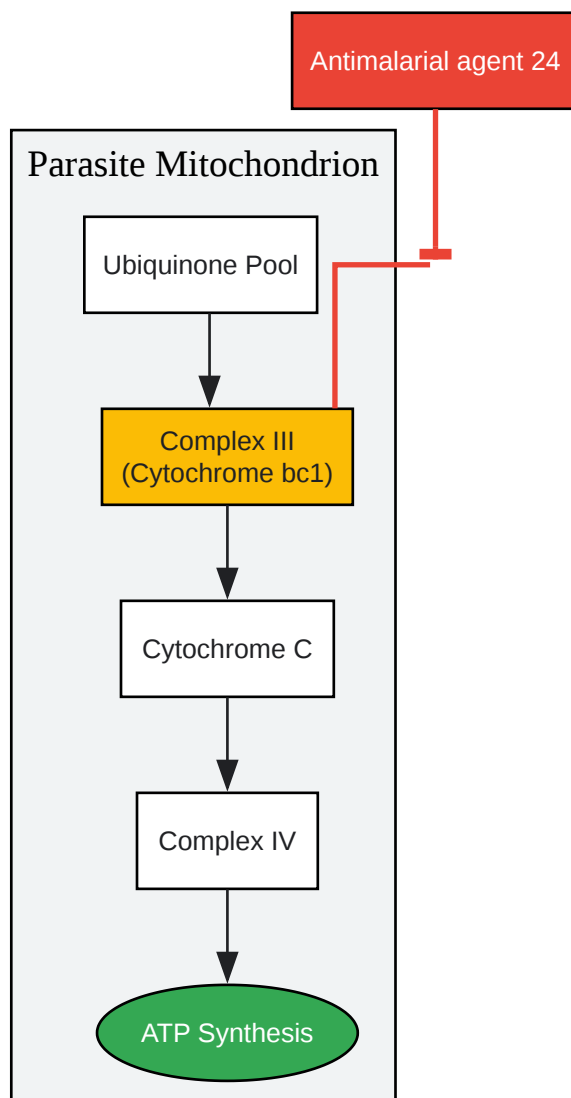 Antimalarial agent 24
Parasite Mitochondrion
Ubiquinone Pool
Complex III
(Cytochrome bc1)
Cytochrome C
Complex IV
ATP Synthesis